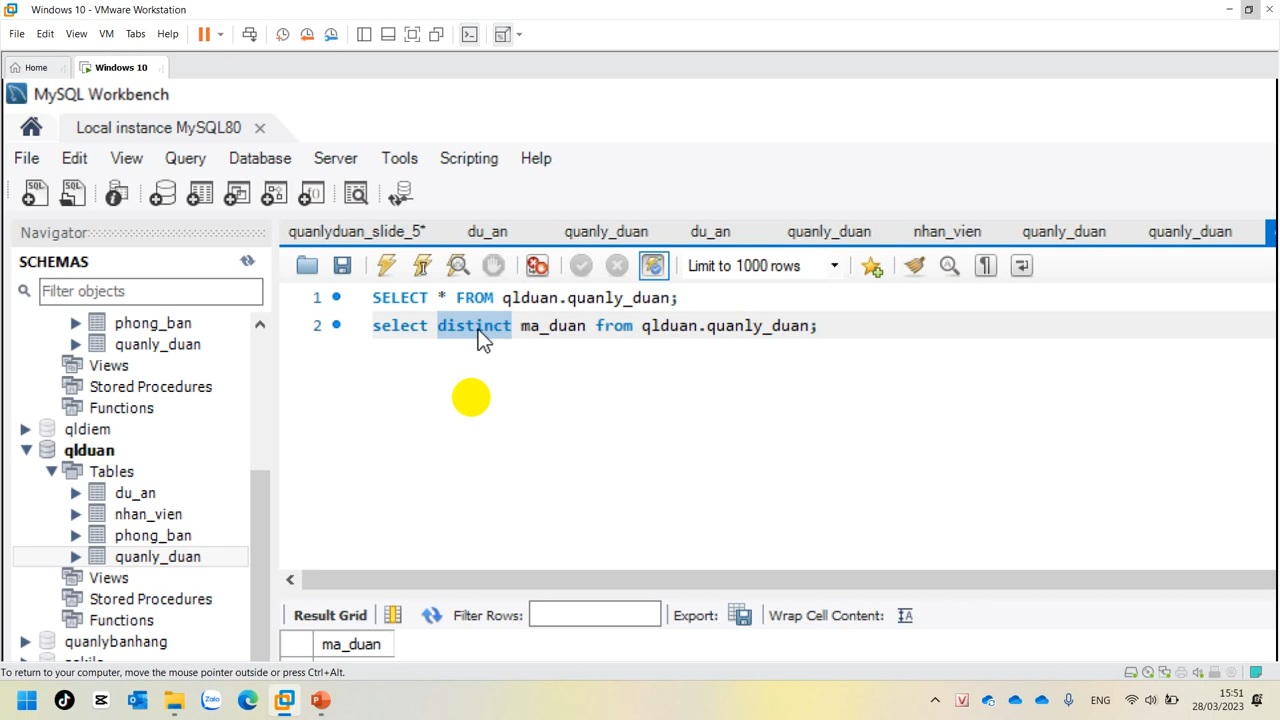 Windows 10 - VMware Workstation
File Edit View VM Tabs Help
Home Windows 10
MySQL Workbench
Local instance MySQL80
File Edit View Query Database Server Tools Scripting Help
Navigator
SCHEMAS
Filter objects
phong_ban
quanly_duan
Views
Stored Procedures
Functions
qldiem
qlduan
Tables
du_an
nhan_vien
phong_ban
quanly_duan
Views
Stored Procedures
Functions
quanlybanhang
quanlyduan_slide_5* du_an quanly_duan du_an quanly_duan nhan_vien quanly_duan quanly_duan
Limit to 1000 rows
1 SELECT * FROM qlduan.quanly_duan;
2 select distinct ma_duan from qlduan.quanly_duan;
Result Grid Filter Rows: Export: Wrap Cell Content:
ma_duan
To return to your computer, move the mouse pointer outside or press Ctrl+Alt.
Zalo
ENG
15:51
28/03/2023